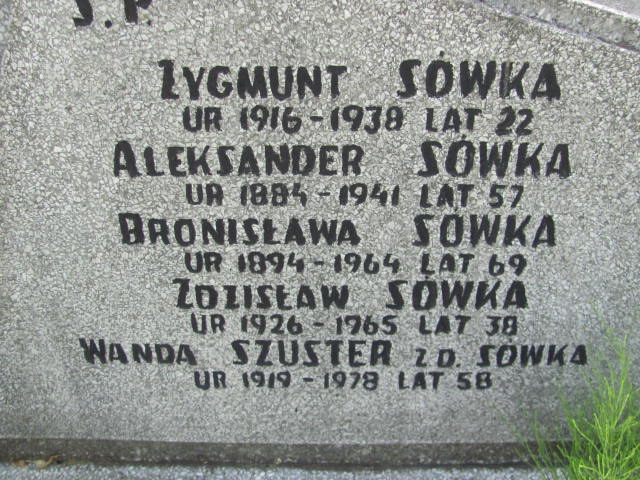 Ś.P.
ZYGMUNT SÓWKA
UR 1916-1938 LAT 22
ALEKSANDER SÓWKA
UR 1884-1941 LAT 57
BRONISŁAWA SÓWKA
UR 1894-1964 LAT 69
ZDZISŁAW SÓWKA
UR 1926-1965 LAT 38
WANDA SZUSTER Z D. SÓWKA
UR 1919-1978 LAT 58